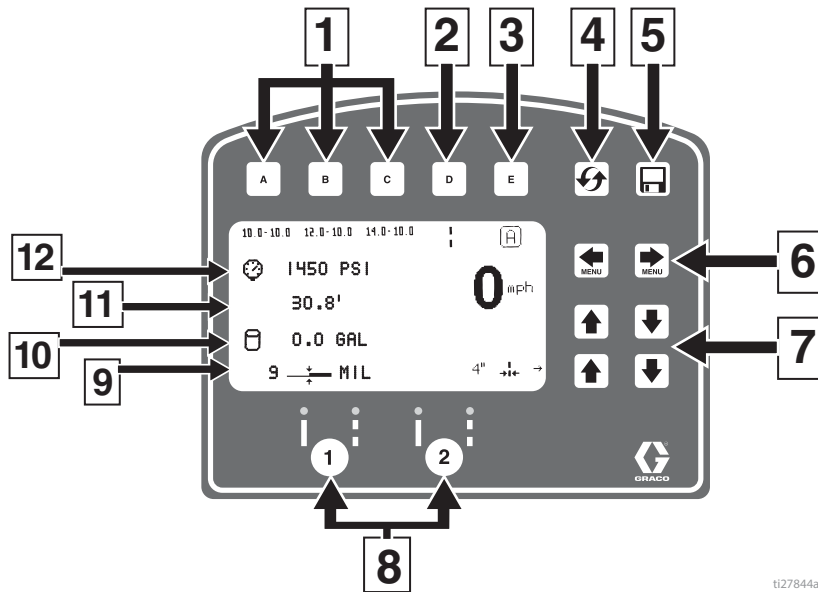 1 2 3 4 5
A B C D E
10.0-10.0 12.0-10.0 14.0-10.0 A
MENU MENU
12 1450 PSI 0 mph 6
11 30.8'
10 0.0 GAL 7
9 9 MIL 4"
1 2
GRACO
8
ti27844a